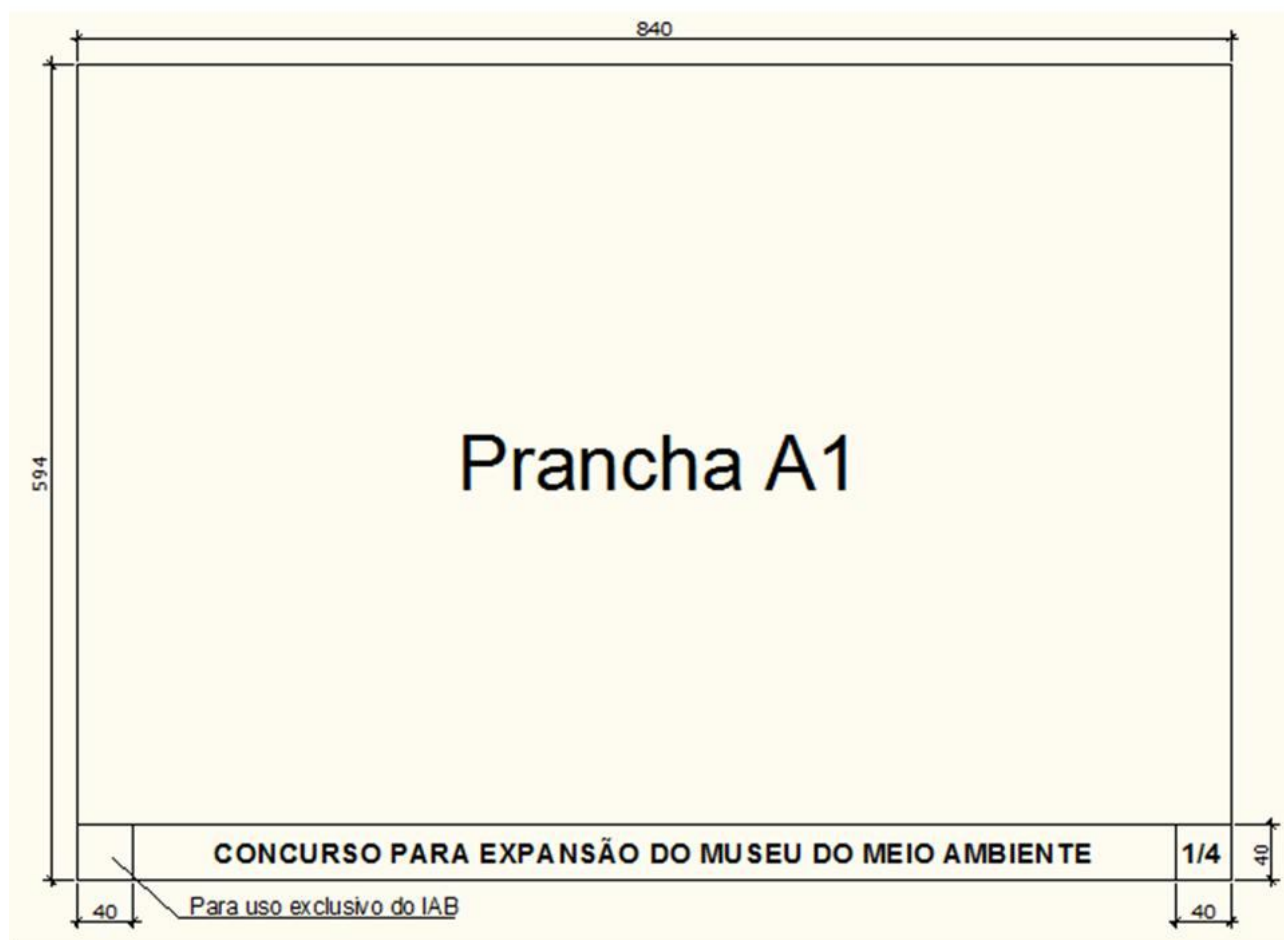 840
594
Prancha A1
CONCURSO PARA EXPANSÃO DO MUSEU DO MEIO AMBIENTE
1/4
40
40
Para uso exclusivo do IAB
40